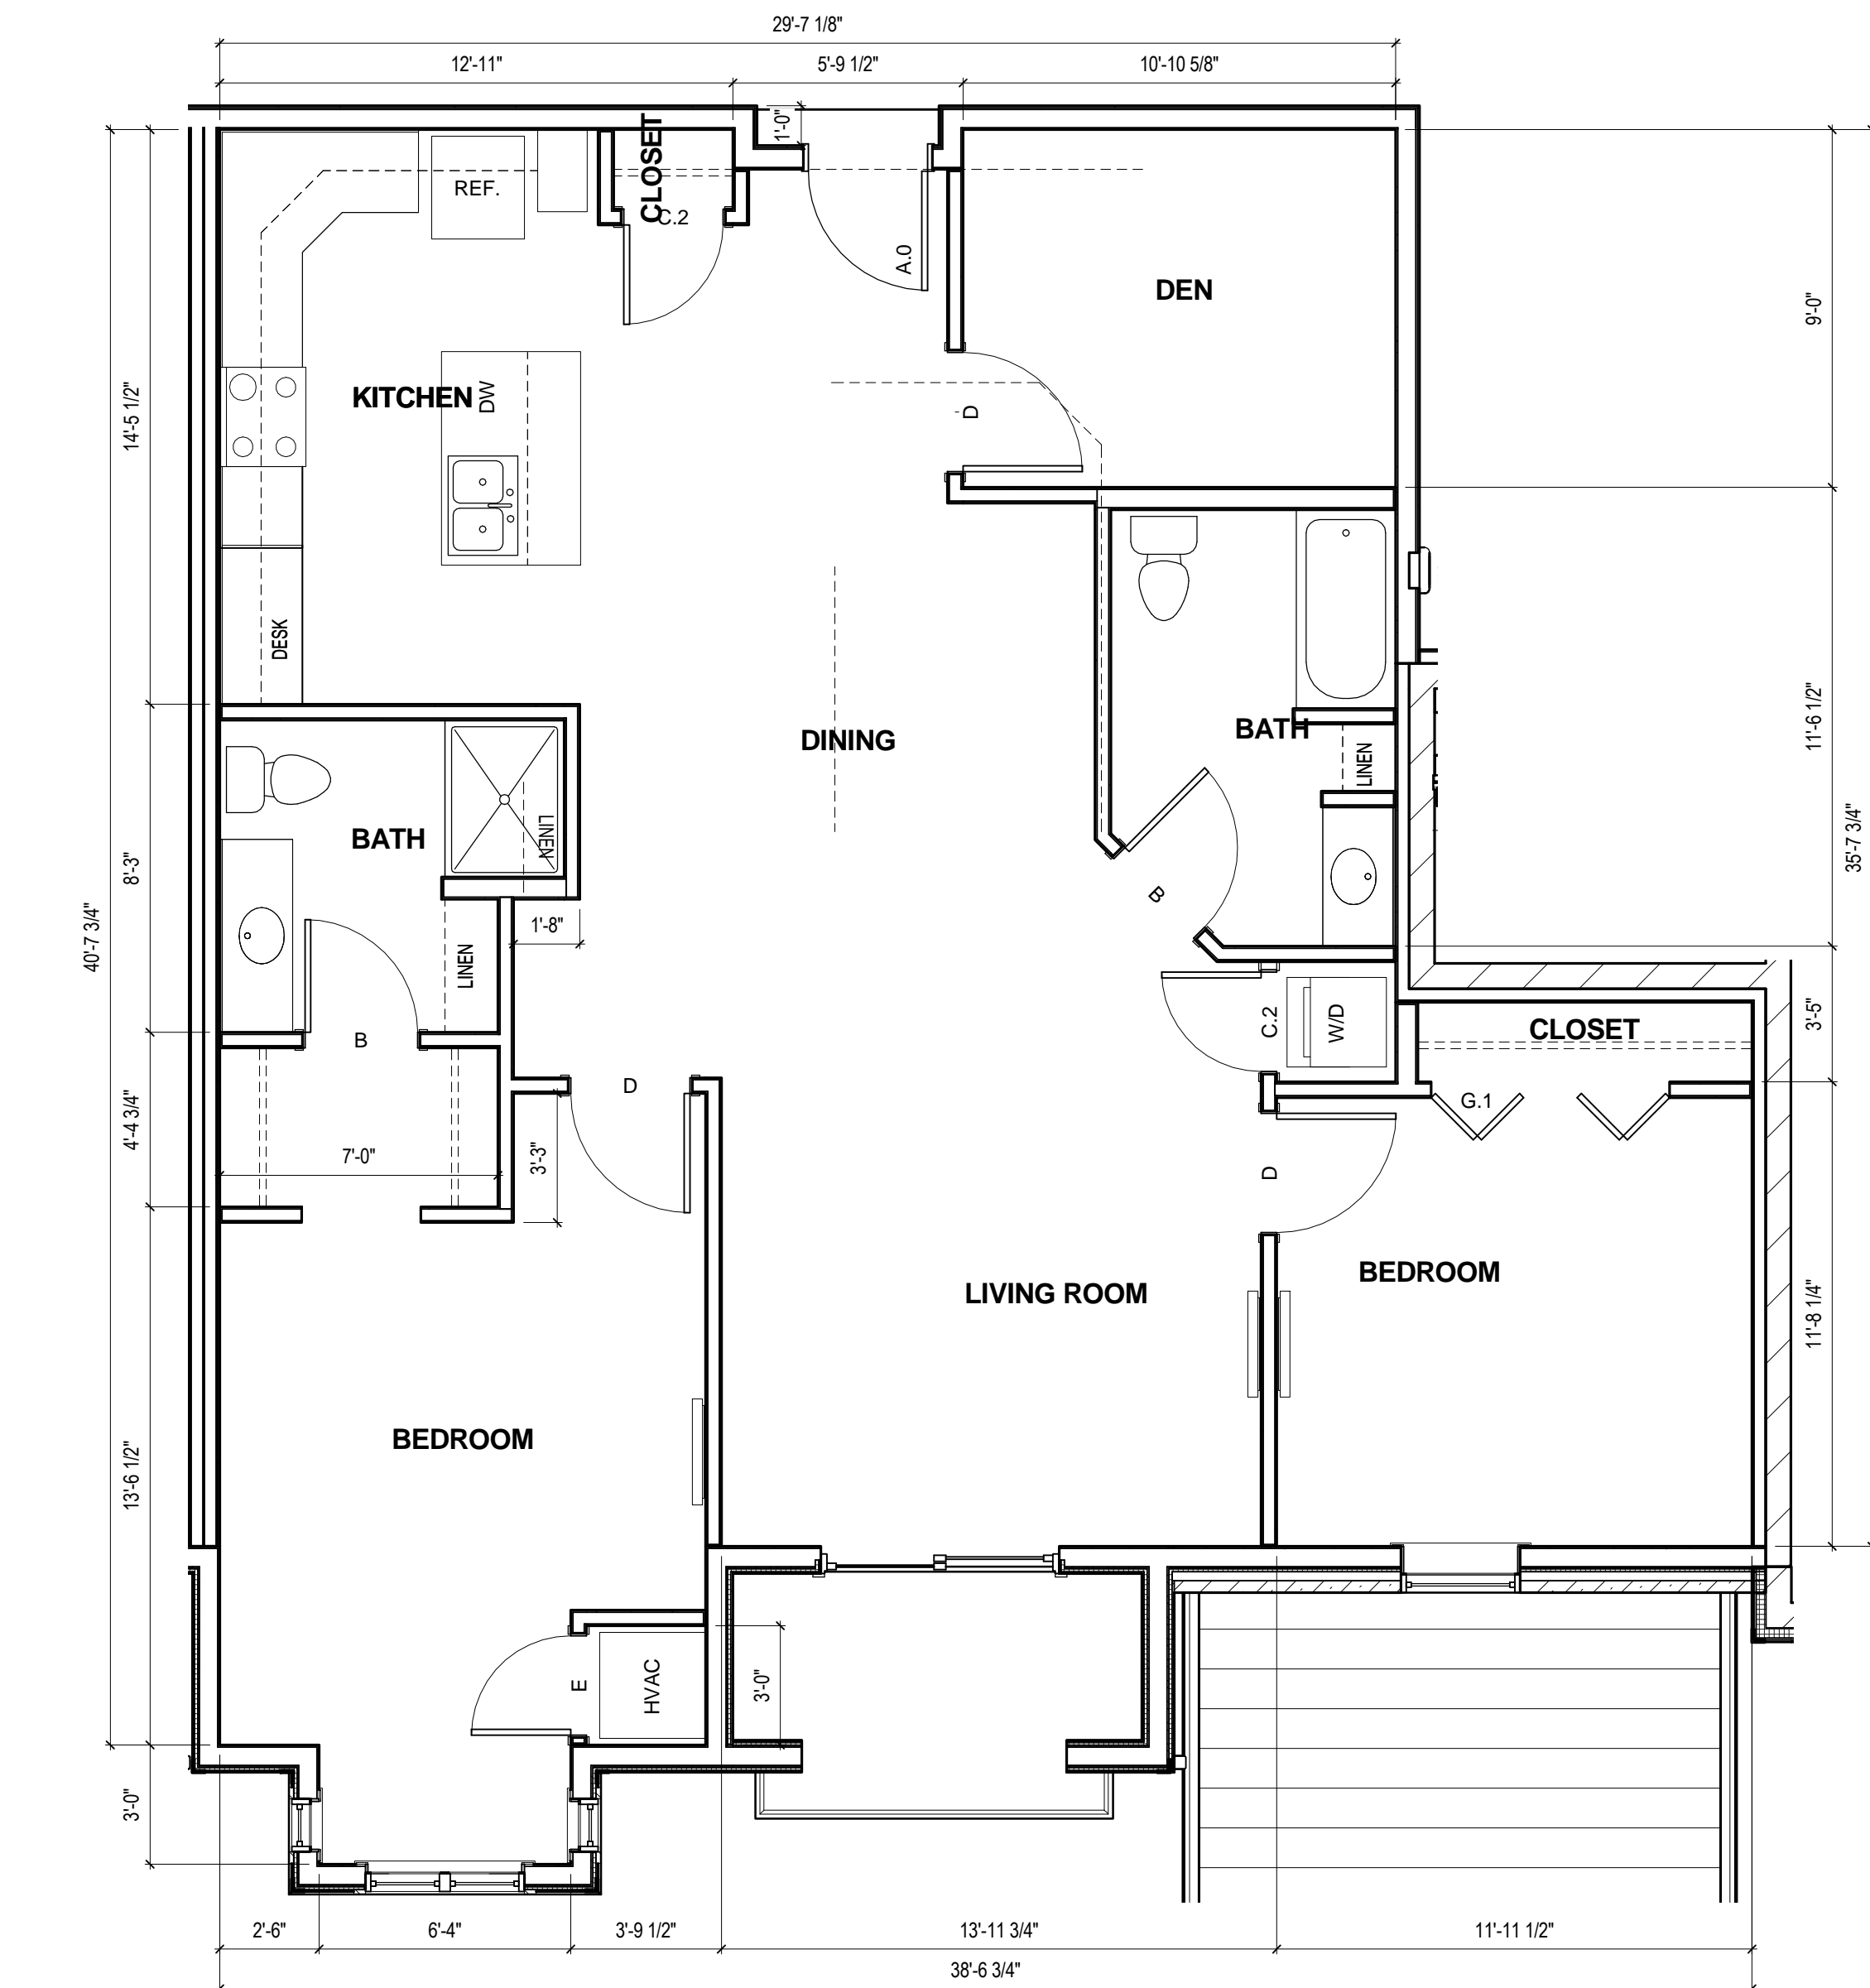 29'-7 1/8"
12'-11"
5'-9 1/2"
10'-10 5/8"
1'-0"
CLOSET
C.2
REF.
A.0
DEN
9'-0"
KITCHEN
DW
D
14'-5 1/2"
DESK
DINING
BATH
LINEN
11'-6 1/2"
35'-7 3/4"
BATH
LINEN
8'-3"
40'-7 3/4"
B
1'-8"
LINEN
B
D
C.2
W/D
CLOSET
3'-5"
G.1
4'-4 3/4"
7'-0"
3'-3"
D
BEDROOM
LIVING ROOM
11'-8 1/4"
BEDROOM
13'-6 1/2"
E
HVAC
3'-0"
3'-0"
2'-6"
6'-4"
3'-9 1/2"
13'-11 3/4"
11'-11 1/2"
38'-6 3/4"